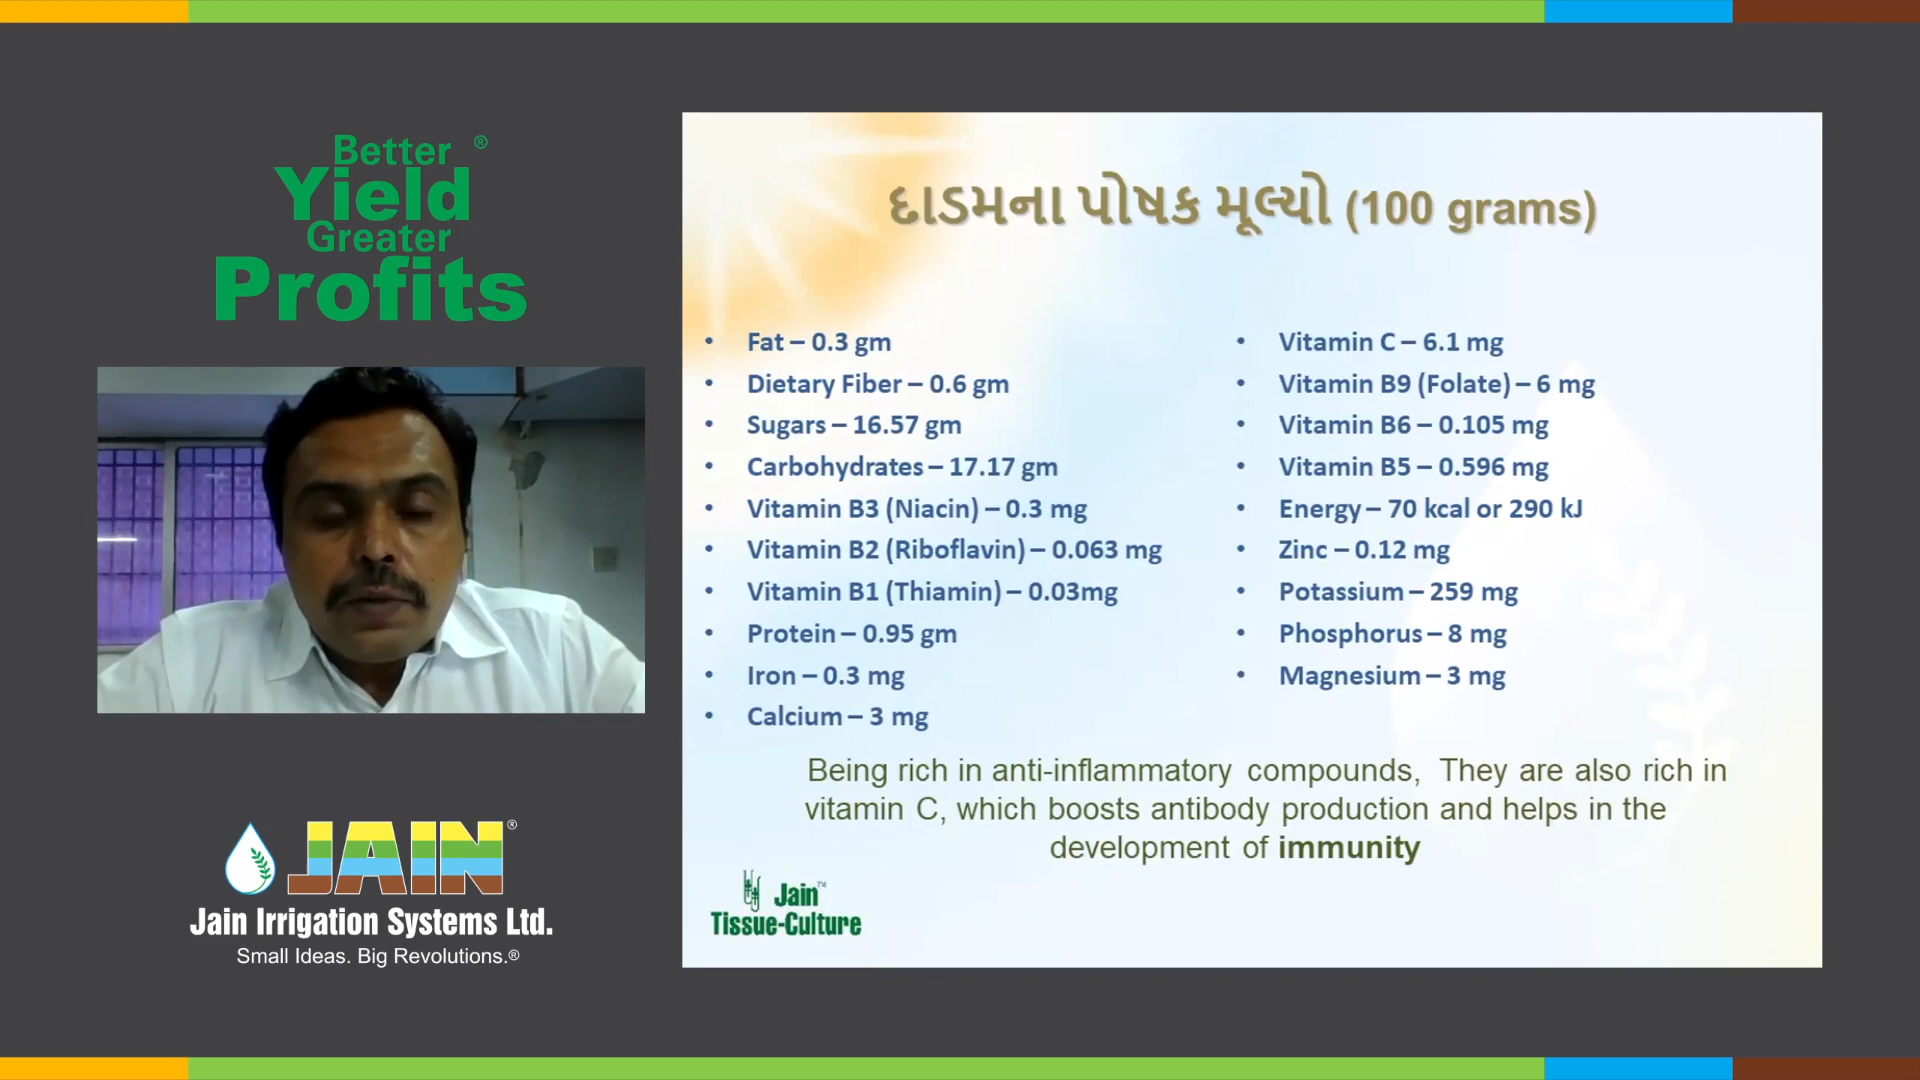 Better ®
Yield
Greater
Profits
JAIN®
Jain Irrigation Systems Ltd.
Small Ideas. Big Revolutions.®
દાડમના પોષક મૂલ્યો (100 grams)
• Fat – 0.3 gm
• Dietary Fiber – 0.6 gm
• Sugars – 16.57 gm
• Carbohydrates – 17.17 gm
• Vitamin B3 (Niacin) – 0.3 mg
• Vitamin B2 (Riboflavin) – 0.063 mg
• Vitamin B1 (Thiamin) – 0.03mg
• Protein – 0.95 gm
• Iron – 0.3 mg
• Calcium – 3 mg
• Vitamin C – 6.1 mg
• Vitamin B9 (Folate) – 6 mg
• Vitamin B6 – 0.105 mg
• Vitamin B5 – 0.596 mg
• Energy – 70 kcal or 290 kJ
• Zinc – 0.12 mg
• Potassium – 259 mg
• Phosphorus – 8 mg
• Magnesium – 3 mg
Being rich in anti-inflammatory compounds, They are also rich in
vitamin C, which boosts antibody production and helps in the
development of immunity
Jain™
Tissue-Culture